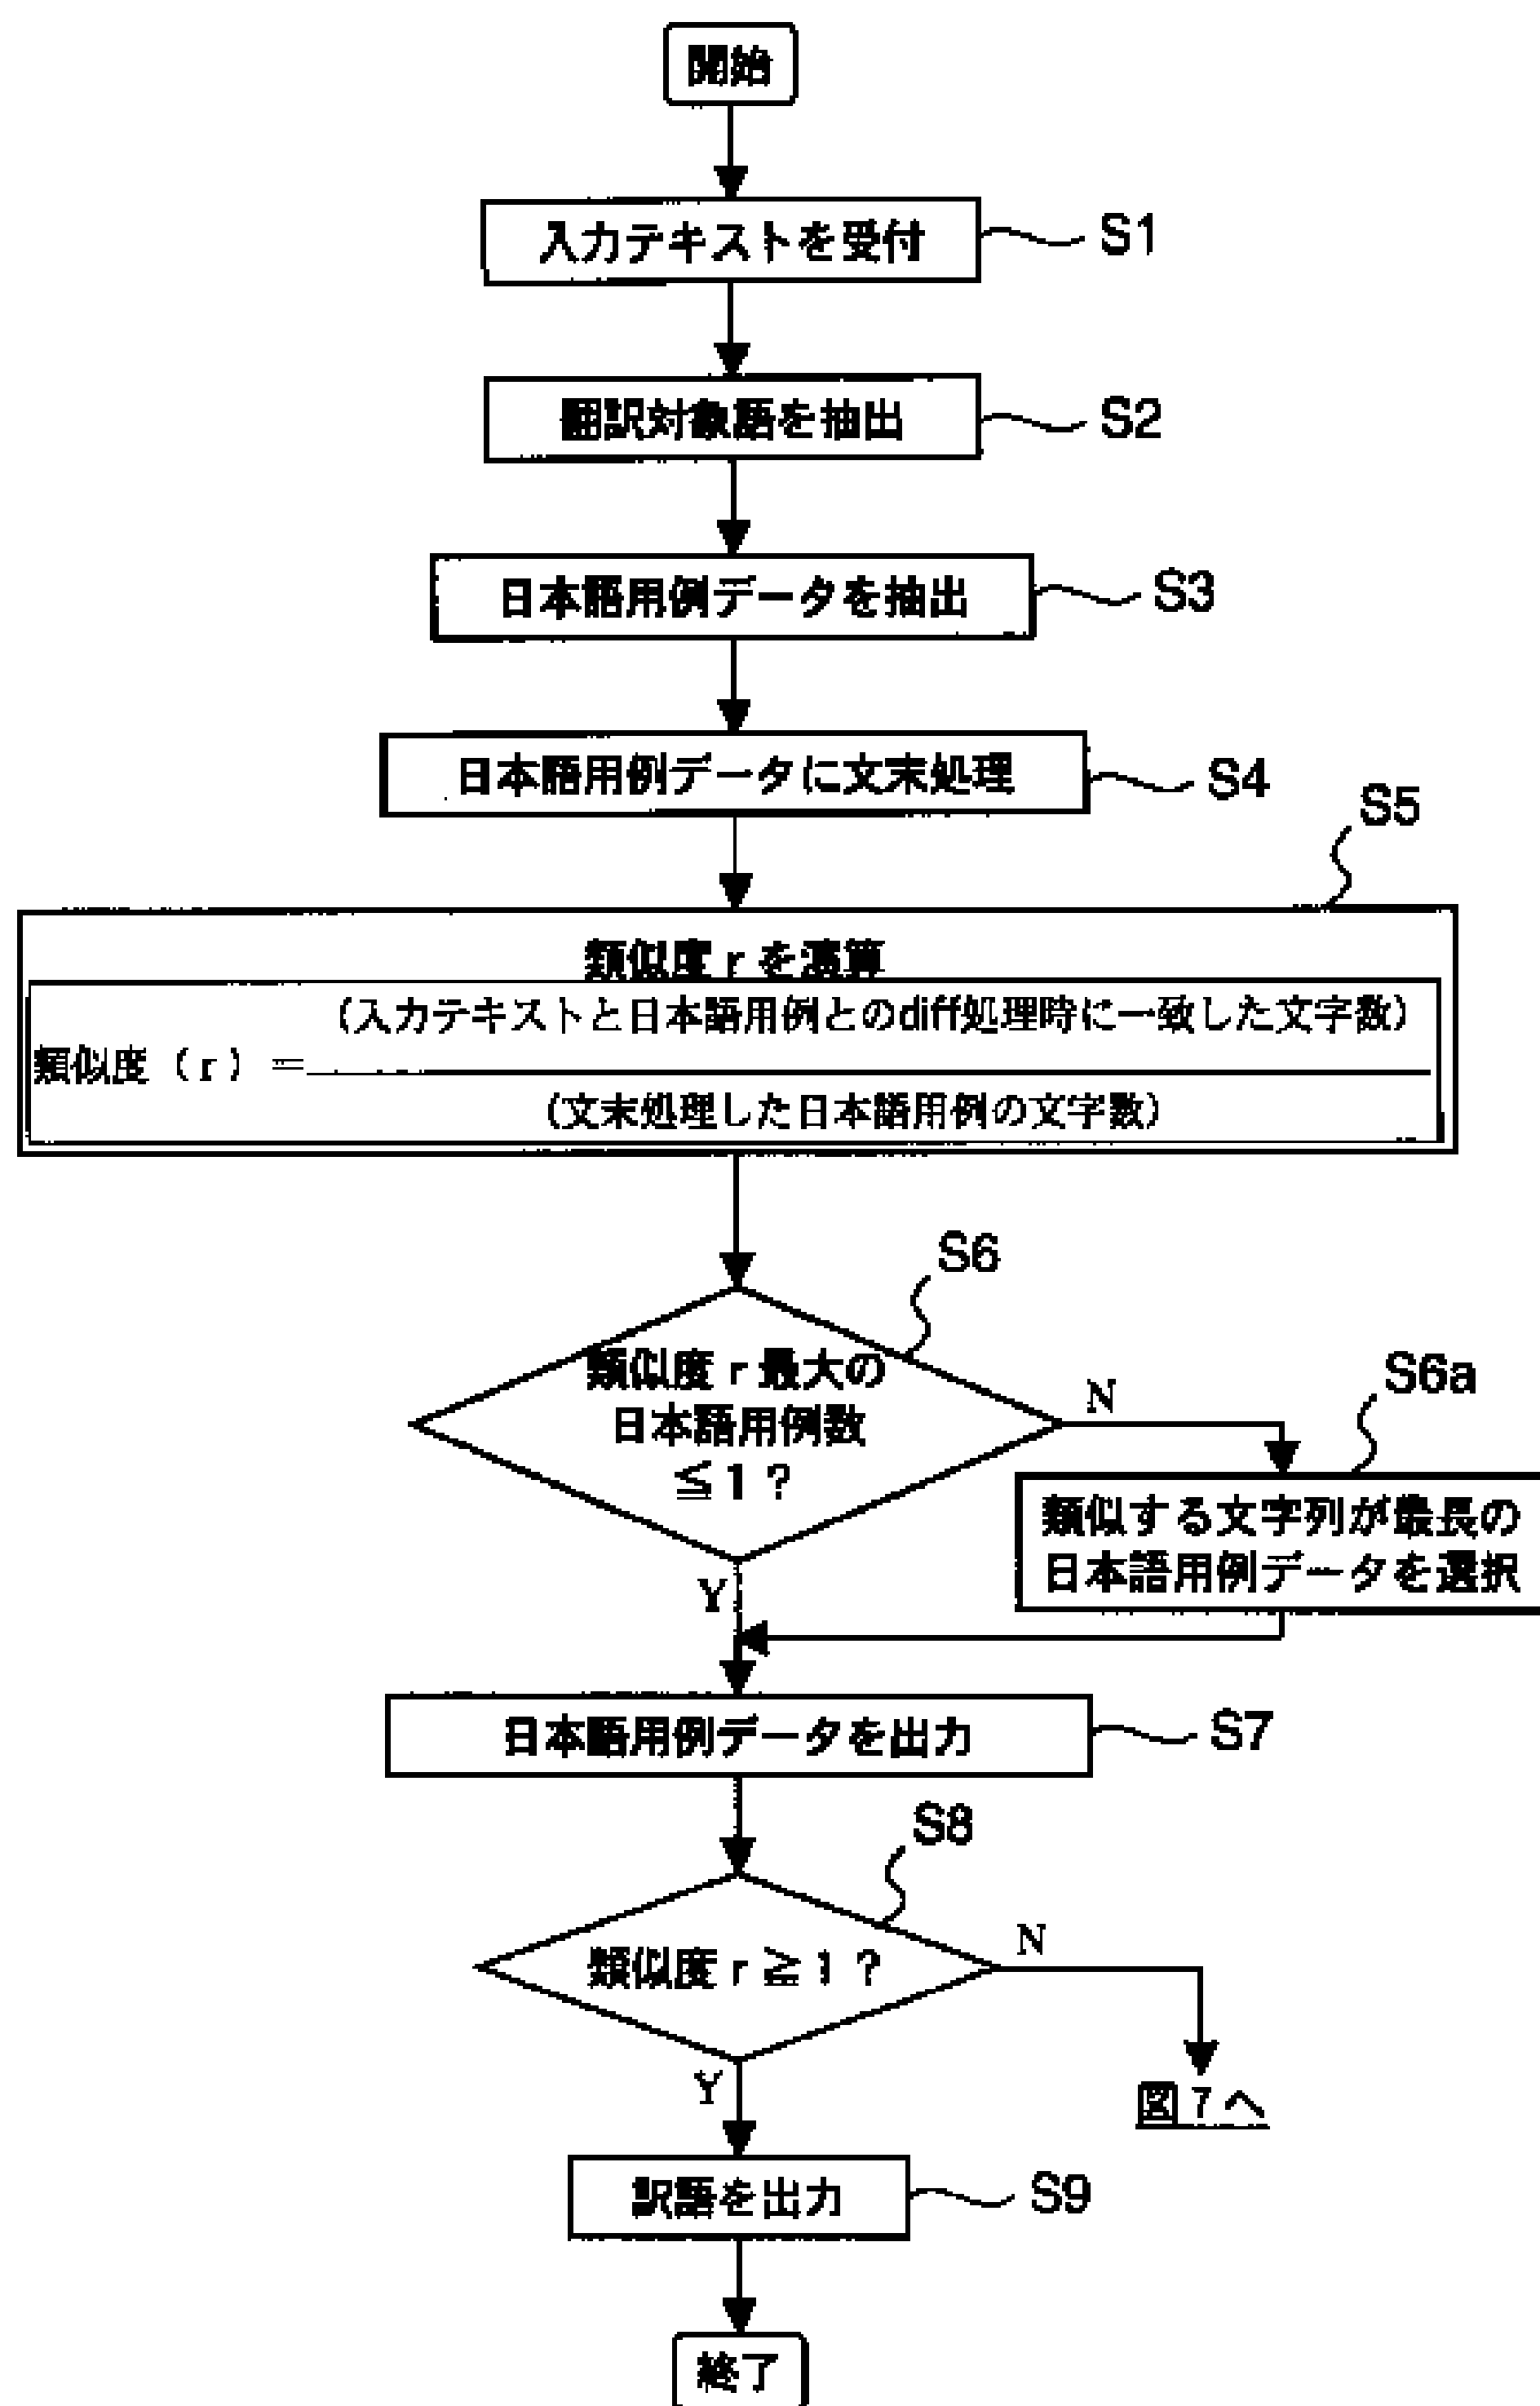 開始
入力テキストを受付
S1
翻訳対象語を抽出
S2
日本語用例データを抽出
S3
日本語用例データに文末処理
S4
S5
類似度rを演算
(入力テキストと日本語用例とのdiff処理時に一致した文字数)
類似度(r)=
(文末処理した日本語用例の文字数)
S6
類似度r最大の
日本語用例数
≦1?
N
S6a
類似する文字列が最長の
日本語用例データを選択
Y
日本語用例データを出力
S7
S8
類似度r≧1?
N
図7へ
Y
訳語を出力
S9
終了